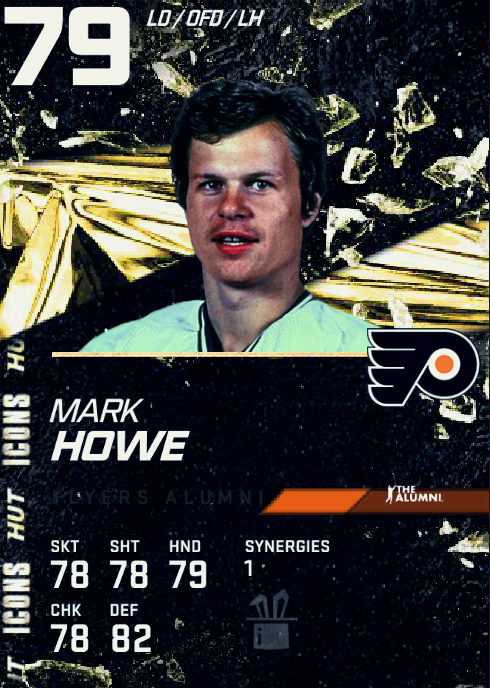 79
LD / OFD / LH
MARK
HOWE
FLYERS ALUMNI
THE
ALUMNI.
SKT SHT HND SYNERGIES
78 78 79 1
CHK DEF
78 82
HUT ICONS HUT ICONS